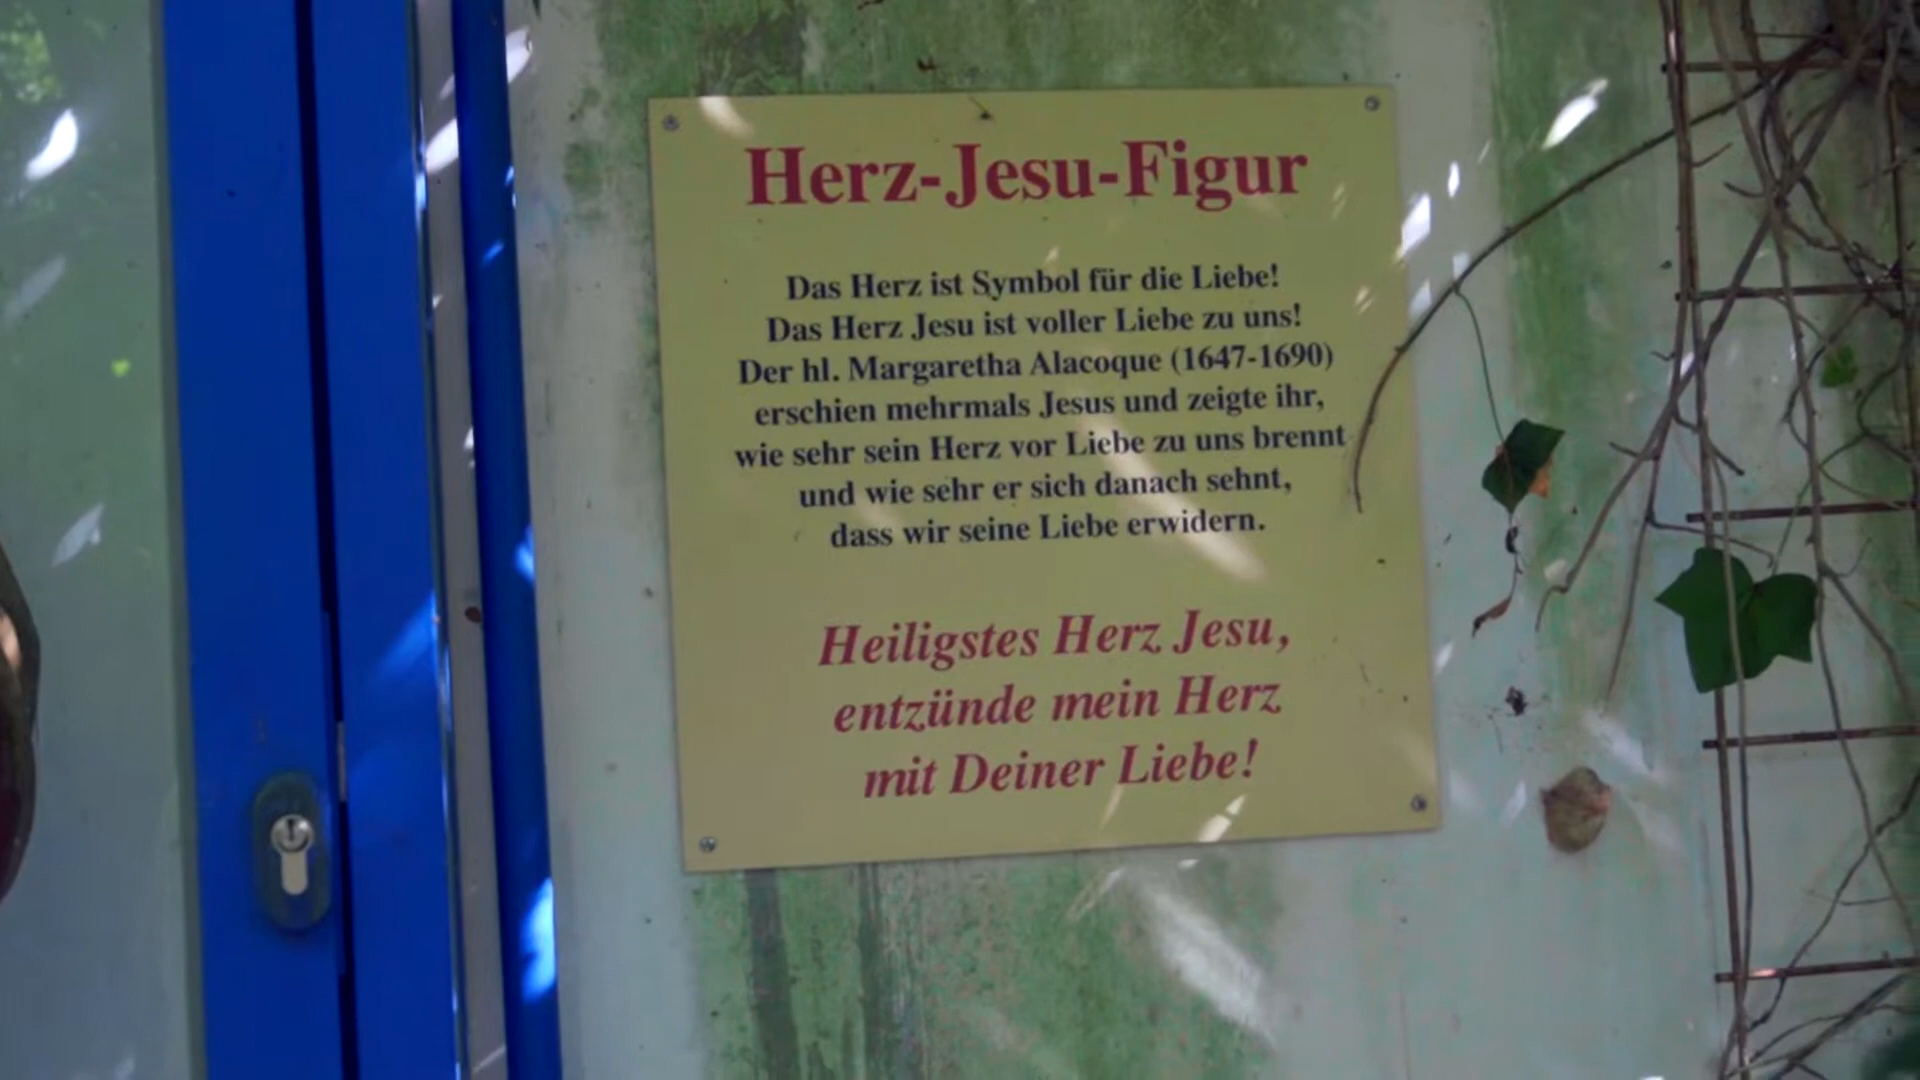 Herz-Jesu-Figur
Das Herz ist Symbol für die Liebe!
Das Herz Jesu ist voller Liebe zu uns!
Der hl. Margaretha Alacoque (1647-1690)
erschien mehrmals Jesus und zeigte ihr,
wie sehr sein Herz vor Liebe zu uns brennt
und wie sehr er sich danach sehnt,
dass wir seine Liebe erwidern.
Heiligstes Herz Jesu,
entzünde mein Herz
mit Deiner Liebe!